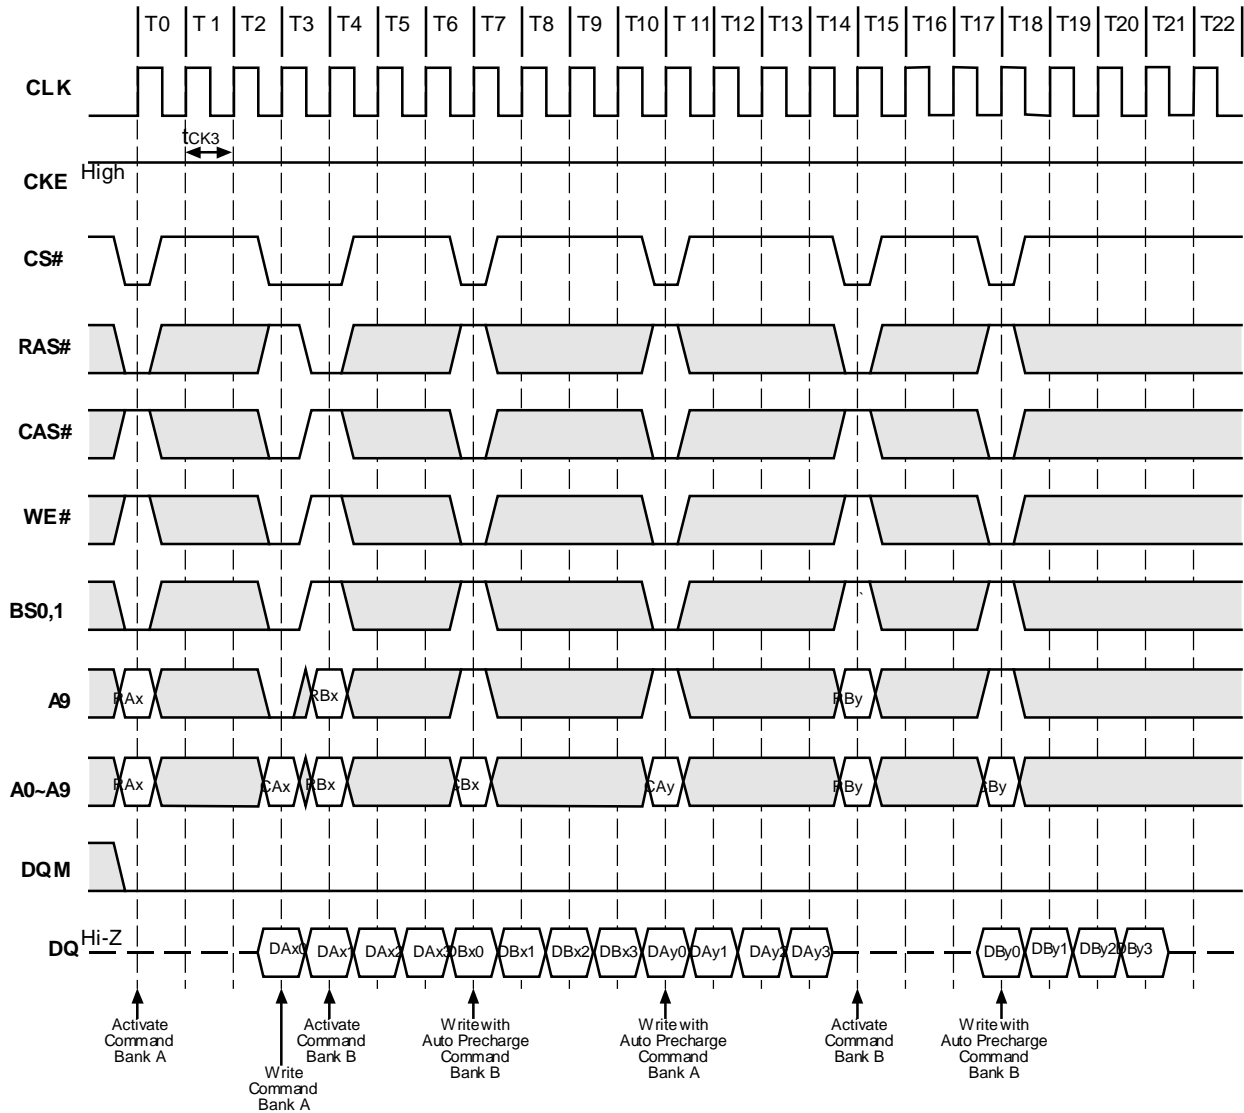 T0 T 1 T2 T3 T4 T5 T6 T7 T8 T9 T10 T 11 T12 T13 T14 T15 T16 T17 T18 T19 T20 T21 T22
CLK
tCK3
High
CKE
CS#
RAS#
CAS#
WE#
BS0,1
A9
RAx RBx RBy
A0~A9
RAx CAx RBx CBx CAy RBy CBy
DQM
Hi-Z
DQ
DAx0 DAx1 DAx2 DAx3 DBx0 DBx1 DBx2 DBx3 DAy0 DAy1 DAy2 DAy3 DBy0 DBy1 DBy2 DBy3
Activate
Command
Bank A
Write
Command
Bank A
Activate
Command
Bank B
Write with
Auto Precharge
Command
Bank B
Write with
Auto Precharge
Command
Bank A
Activate
Command
Bank B
Write with
Auto Precharge
Command
Bank B